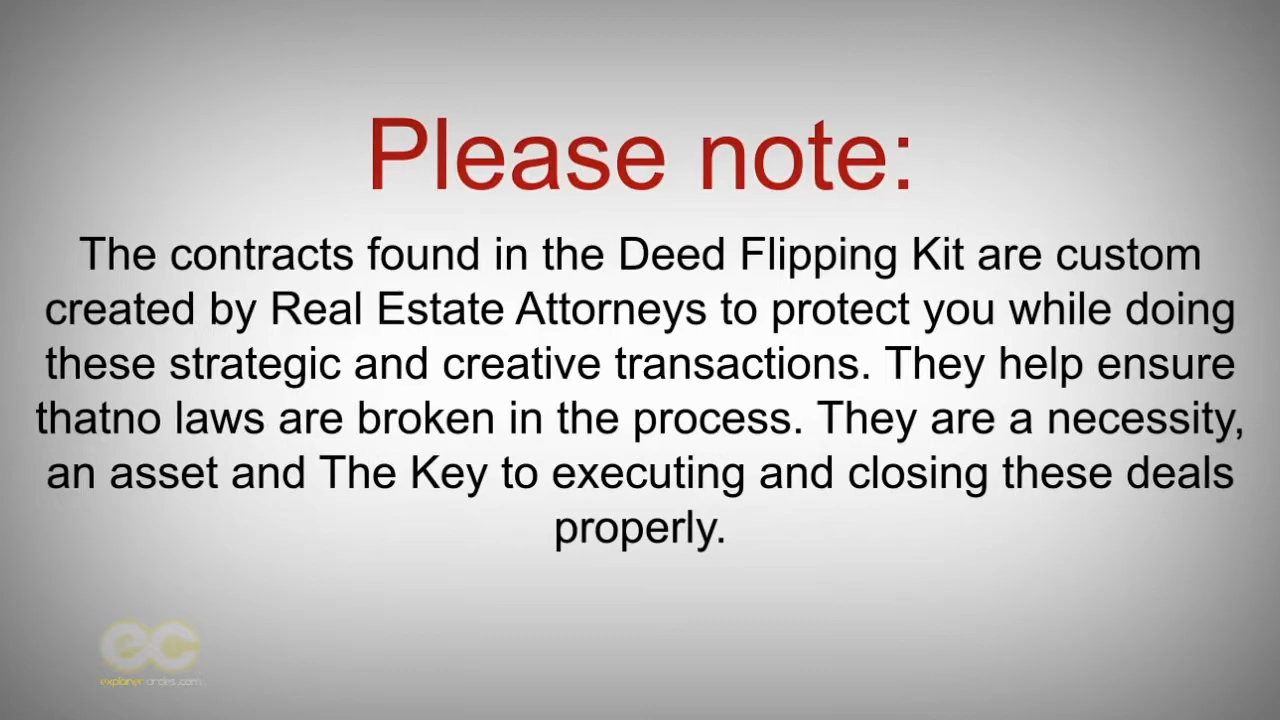 Please note:
The contracts found in the Deed Flipping Kit are custom
created by Real Estate Attorneys to protect you while doing
these strategic and creative transactions. They help ensure
thatno laws are broken in the process. They are a necessity,
an asset and The Key to executing and closing these deals
properly.
ec